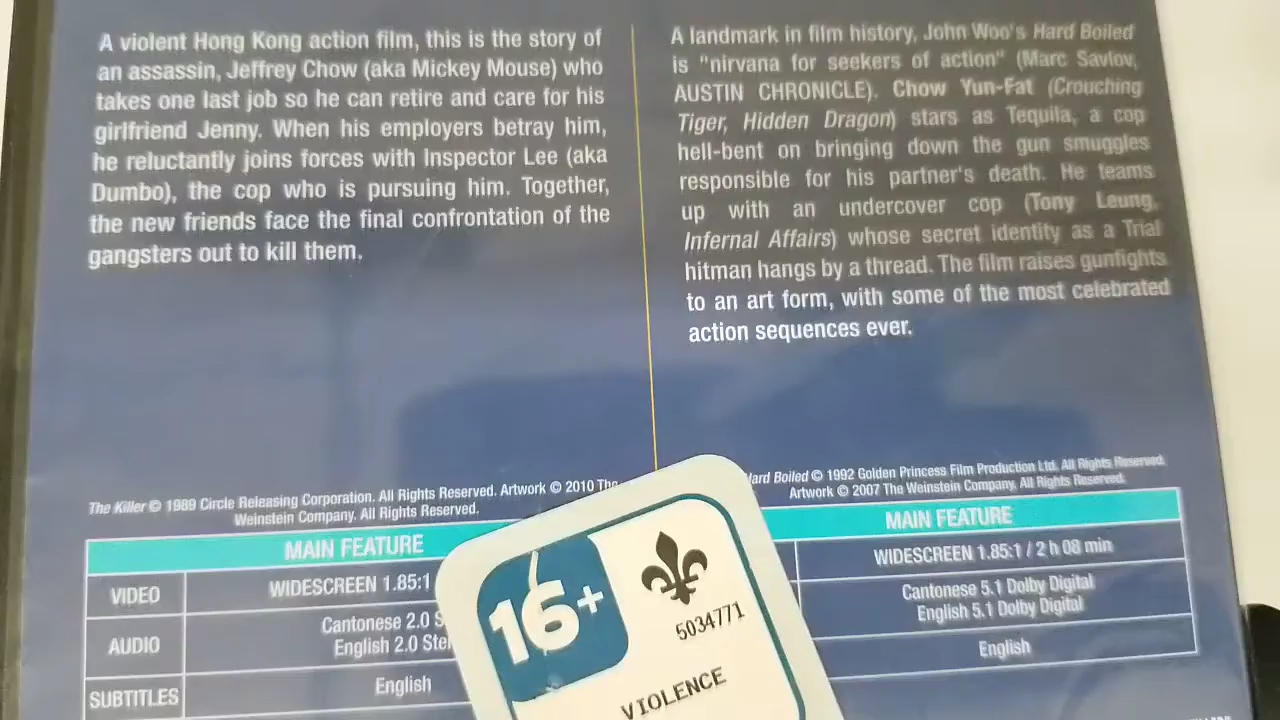 A violent Hong Kong action film, this is the story of
an assassin, Jeffrey Chow (aka Mickey Mouse) who
takes one last job so he can retire and care for his
girlfriend Jenny. When his employers betray him,
he reluctantly joins forces with Inspector Lee (aka
Dumbo), the cop who is pursuing him. Together,
the new friends face the final confrontation of the
gangsters out to kill them.
A landmark in film history, John Woo's Hard Boiled
is "nirvana for seekers of action" (Marc Savlov,
AUSTIN CHRONICLE). Chow Yun-Fat (Crouching
Tiger, Hidden Dragon) stars as Tequila, a cop
hell-bent on bringing down the gun smuggles
responsible for his partner's death. He teams
up with an undercover cop (Tony Leung,
Infernal Affairs) whose secret identity as a Trial
hitman hangs by a thread. The film raises gunfights
to an art form, with some of the most celebrated
action sequences ever.
The Killer © 1989 Circle Releasing Corporation. All Rights Reserved. Artwork © 2010 The
Weinstein Company. All Rights Reserved.
Hard Boiled © 1992 Golden Princess Film Production Ltd. All Rights Reserved.
Artwork © 2007 The Weinstein Company. All Rights Reserved.
MAIN FEATURE
VIDEO WIDESCREEN 1.85:1
AUDIO Cantonese 2.0
English 2.0
SUBTITLES English
MAIN FEATURE
WIDESCREEN 1.85:1 / 2 h 08 min
Cantonese 5.1 Dolby Digital
English 5.1 Dolby Digital
English
16+
5034771
VIOLENCE